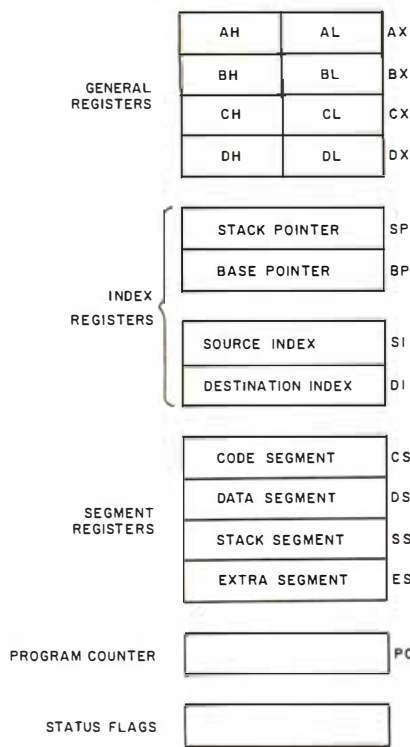 AH AL AX
BH BL BX
GENERAL
REGISTERS
CH CL CX
DH DL DX
STACK POINTER SP
BASE POINTER BP
INDEX
REGISTERS
SOURCE INDEX SI
DESTINATION INDEX DI
CODE SEGMENT CS
DATA SEGMENT DS
SEGMENT
REGISTERS
STACK SEGMENT SS
EXTRA SEGMENT ES
PROGRAM COUNTER PC
STATUS FLAGS